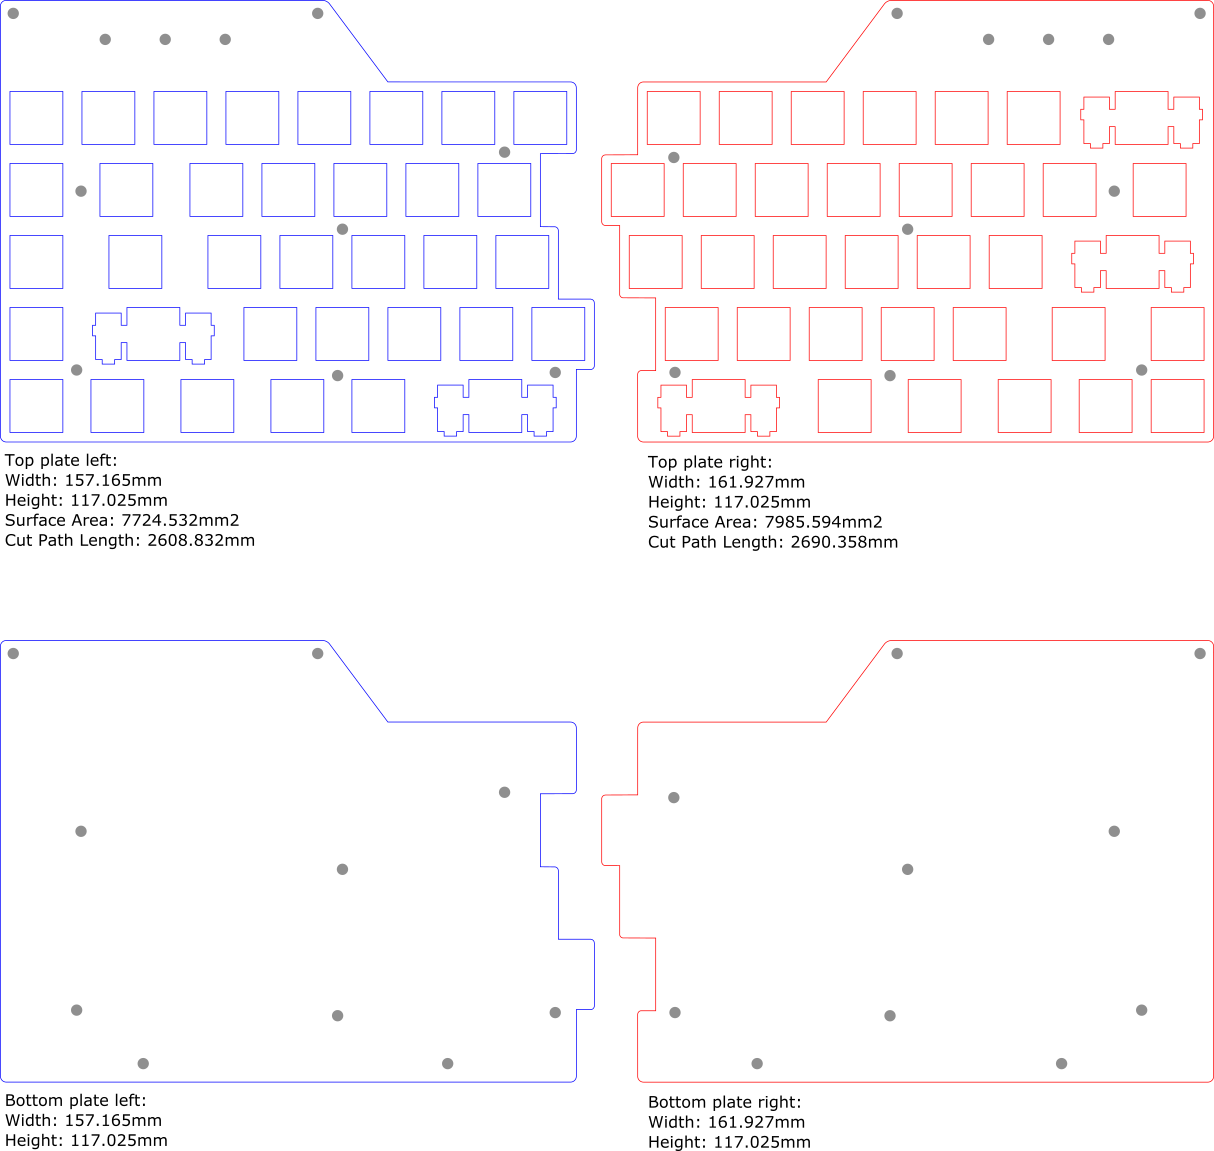 Top plate left:
Width: 157.165mm
Height: 117.025mm
Surface Area: 7724.532mm2
Cut Path Length: 2608.832mm
Top plate right:
Width: 161.927mm
Height: 117.025mm
Surface Area: 7985.594mm2
Cut Path Length: 2690.358mm
Bottom plate left:
Width: 157.165mm
Height: 117.025mm
Bottom plate right:
Width: 161.927mm
Height: 117.025mm